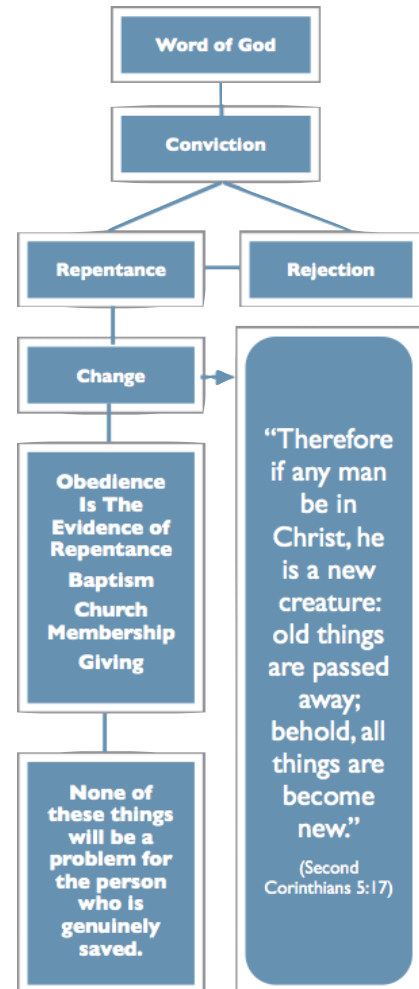 Word of God
Conviction
Repentance
Rejection
Change
Obedience
Is The
Evidence of
Repentance
Baptism
Church
Membership
Giving
None of
these things
will be a
problem for
the person
who is
genuinely
saved.
“Therefore
if any man
be in
Christ, he
is a new
creature:
old things
are passed
away;
behold, all
things are
become
new.”
(Second
Corinthians 5:17)